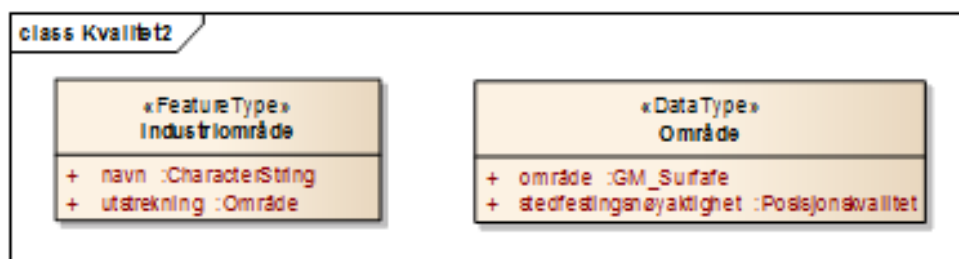 class Kvalitet2
«FeatureType»
Industriområde
+ navn :CharacterString
+ utstrekning :Område
«DataType»
Område
+ område :GM_Surfafe
+ stedfestingsnøyaktighet :Posisjonskvalitet